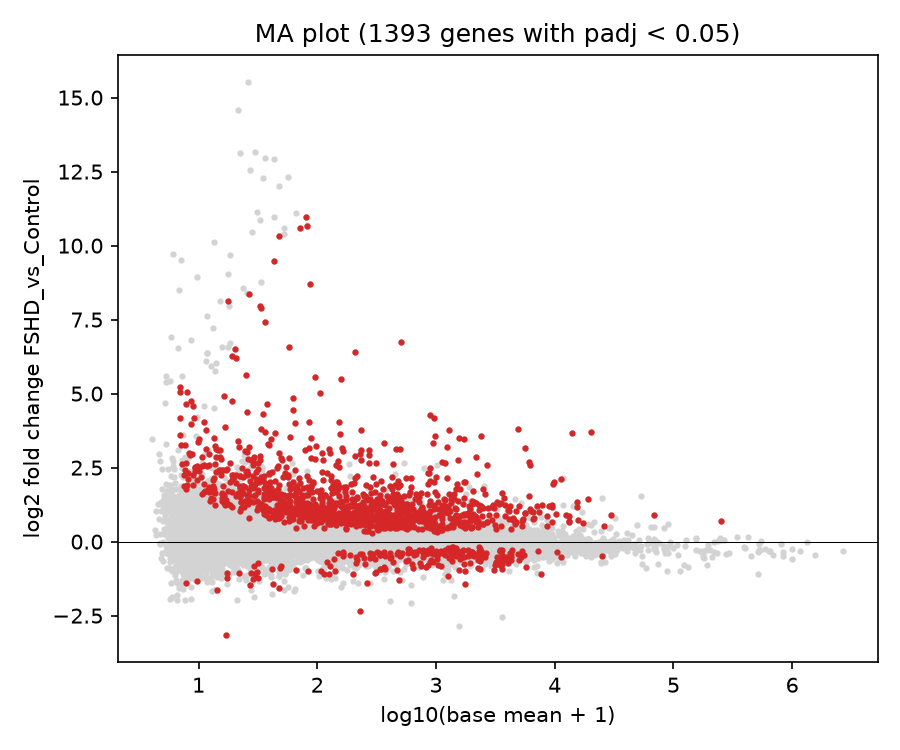 MA plot (1393 genes with padj < 0.05)
log2 fold change FSHD_vs_Control
15.0
12.5
10.0
7.5
5.0
2.5
0.0
−2.5
1 2 3 4 5 6
log10(base mean + 1)